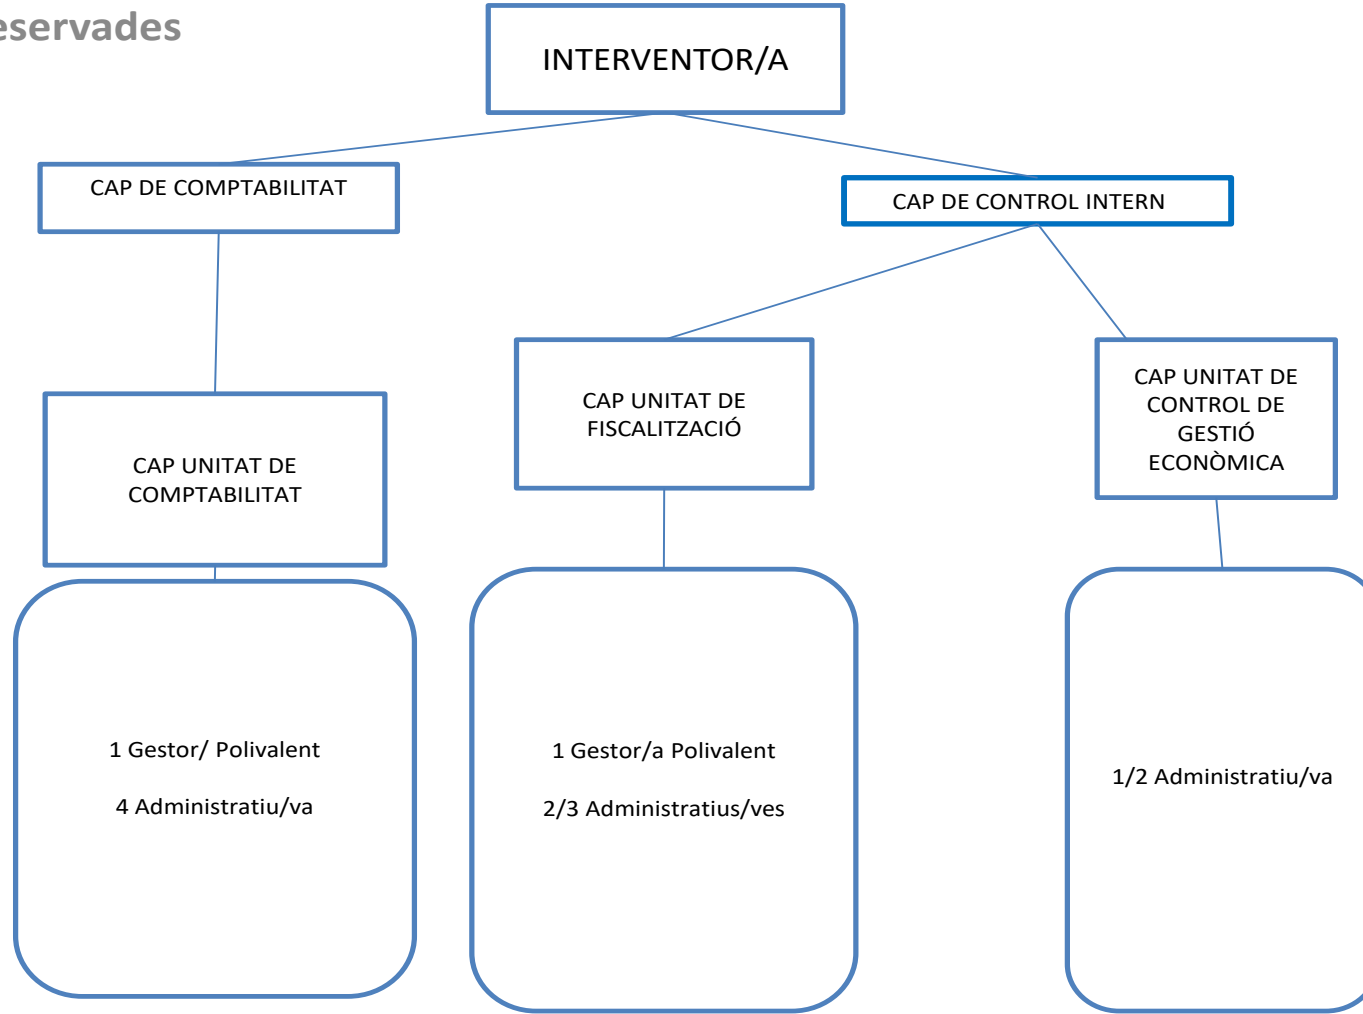 eservades
INTERVENTOR/A
CAP DE COMPTABILITAT
CAP DE CONTROL INTERN
CAP UNITAT DE
COMPTABILITAT
CAP UNITAT DE
FISCALITZACIÓ
CAP UNITAT DE
CONTROL DE
GESTIÓ
ECONÒMICA
1 Gestor/ Polivalent
4 Administratiu/va
1 Gestor/a Polivalent
2/3 Administratius/ves
1/2 Administratiu/va